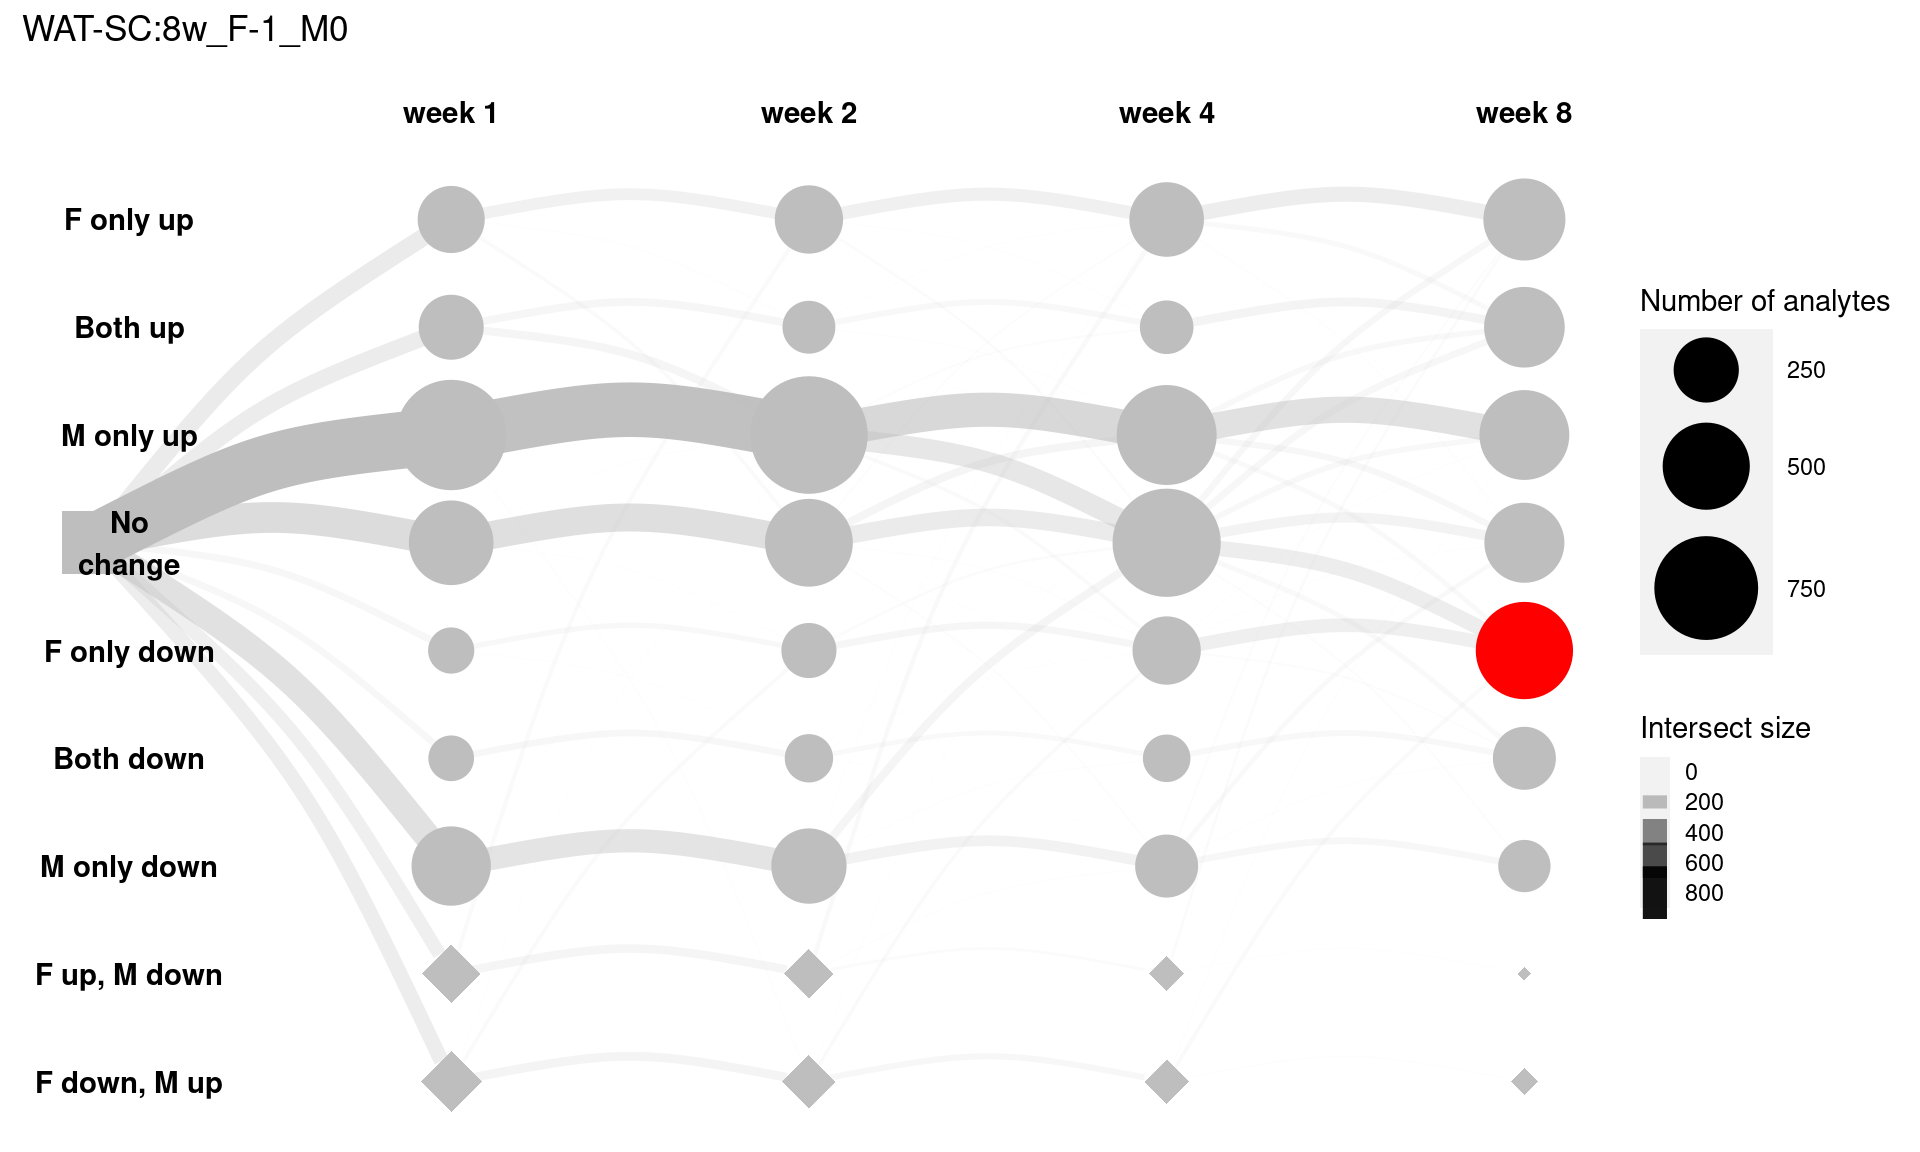 WAT-SC:8w_F-1_M0
week 1
week 2
week 4
week 8
F only up
Both up
M only up
No
change
F only down
Both down
M only down
F up, M down
F down, M up
Number of analytes
250
500
750
Intersect size
0
200
400
600
800